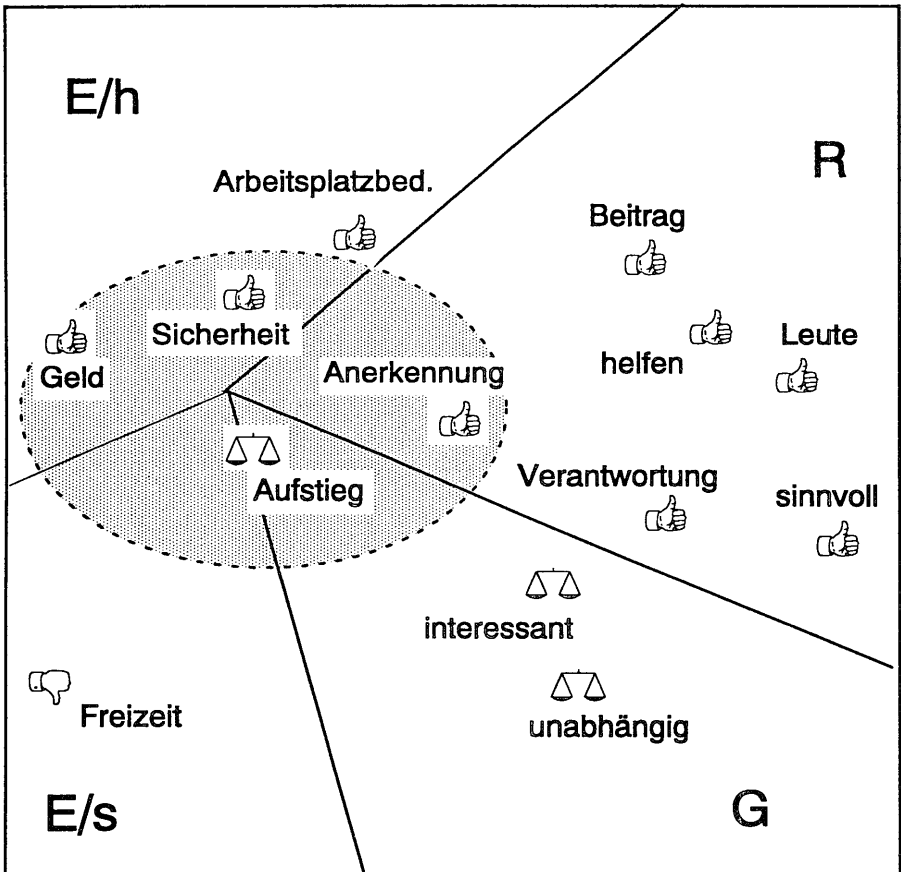 E/h
R
Arbeitsplatzbed.
Beitrag
Sicherheit
Leute
helfen
Geld
Anerkennung
Verantwortung
Aufstieg
sinnvoll
interessant
Freizeit
unabhängig
E/s
G